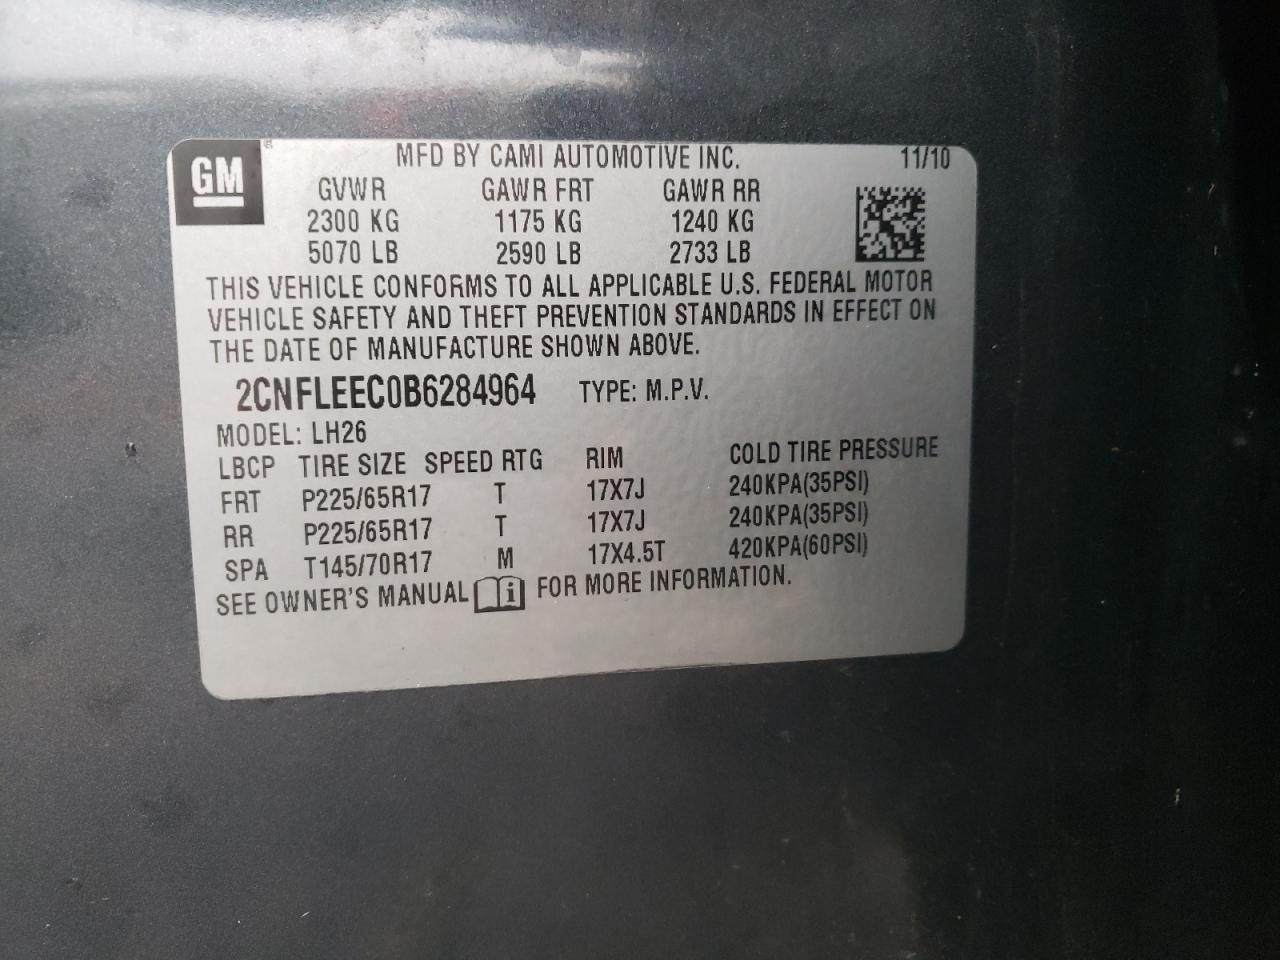 GM ®
MFD BY CAMI AUTOMOTIVE INC. 11/10
GVWR GAWR FRT GAWR RR
2300 KG 1175 KG 1240 KG
5070 LB 2590 LB 2733 LB
THIS VEHICLE CONFORMS TO ALL APPLICABLE U.S. FEDERAL MOTOR
VEHICLE SAFETY AND THEFT PREVENTION STANDARDS IN EFFECT ON
THE DATE OF MANUFACTURE SHOWN ABOVE.
2CNFLEEC0B6284964 TYPE: M.P.V.
MODEL: LH26
LBCP TIRE SIZE SPEED RTG RIM COLD TIRE PRESSURE
FRT P225/65R17 T 17X7J 240KPA(35PSI)
RR P225/65R17 T 17X7J 240KPA(35PSI)
SPA T145/70R17 M 17X4.5T 420KPA(60PSI)
SEE OWNER'S MANUAL i FOR MORE INFORMATION.